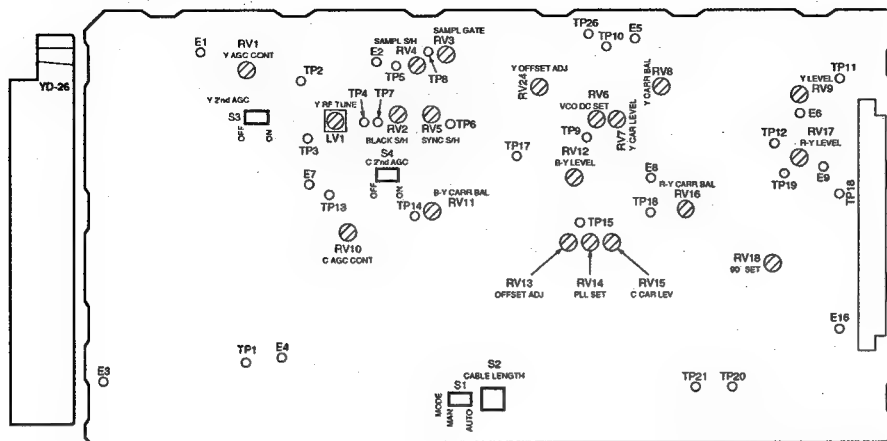 YD-26
E1
RV1
Y AGC CONT
TP2
Y 2'nd AGC
S3
OFF
ON
TP3
E7
TP13
RV10
C AGC CONT
Y RF TUNE
LV1
TP4
TP7
E2
TP5
SAMPL S/H
RV4
SAMPL GATE
RV3
TP8
RV2
BLACK S/H
RV5
SYNC S/H
TP6
S4
C 2'nd AGC
OFF
ON
TP14
B-Y CARR BAL
RV11
TP17
TP26
TP10
E5
Y OFFSET ADJ
RV24
RV6
VCO DC SET
TP9
RV7
Y CAR LEVEL
Y CARR BAL
RV8
RV12
B-Y LEVEL
E8
TP18
R-Y CARR BAL
RV16
TP15
RV13
OFFSET ADJ
RV14
PLL SET
RV15
C CAR LEV
TP11
Y LEVEL
RV9
E6
TP12
RV17
R-Y LEVEL
TP19
E9
TP18
RV18
90° SET
E16
E3
TP1
E4
S1
MODE
MAN
AUTO
S2
CABLE LENGTH
TP21
TP20